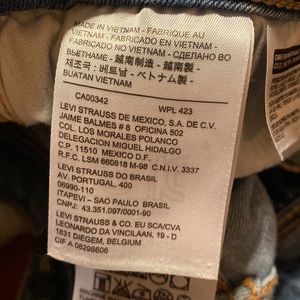 MADE IN VIETNAM • FABRIQUE AU
VIETNAM • FABRICADO EN VIETNAM •
FABRICADO EN VIETNAM • СДЕЛАНО ВО
ВЬЕТНАМЕ • 越南制造 • 越南製造 •
제조국: 베트남 • ベトナム製 •
BUATAN VIETNAM
CA00342 WPL 423
LEVI STRAUSS DE MEXICO, S.A. DE C.V.
JAIME BALMES # 8 OFICINA 502
COL. LOS MORALES POLANCO
DELEGACION MIGUEL HIDALGO
C.P. 11510 MEXICO D.F.
R.F.C. LSM 660818 M-98 C.N.I.V. 3337
LEVI STRAUSS DO BRASIL
AV. PORTUGAL, 400
06990-110
ITAPEVI – SAO PAULO – BRASIL
CNPJ: 43.351.097/0001-90
LEVI STRAUSS & CO. EU SCA/CVA
LEONARDO DA VINCILAAN, 19 - D
1831 DIEGEM, BELGIUM
CIF A 08298606